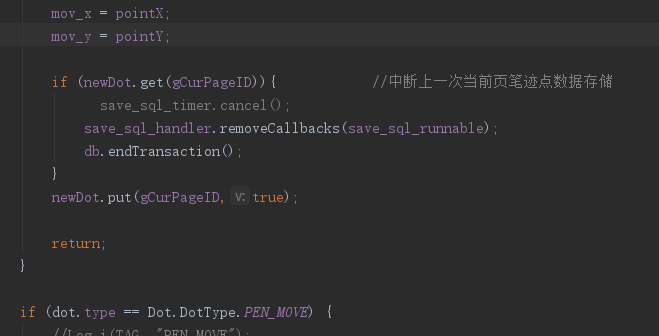 mov_x = pointX;
mov_y = pointY;
if (newDot.get(gCurPageID)){ //中断上一次当前页笔迹点数据存储
save_sql_timer.cancel();
save_sql_handler.removeCallbacks(save_sql_runnable);
db.endTransaction();
}
newDot.put(gCurPageID, v: true);
return;
}
if (dot.type == Dot.DotType.PEN_MOVE) {
//Log.i(TAG, "PEN_MOVE");